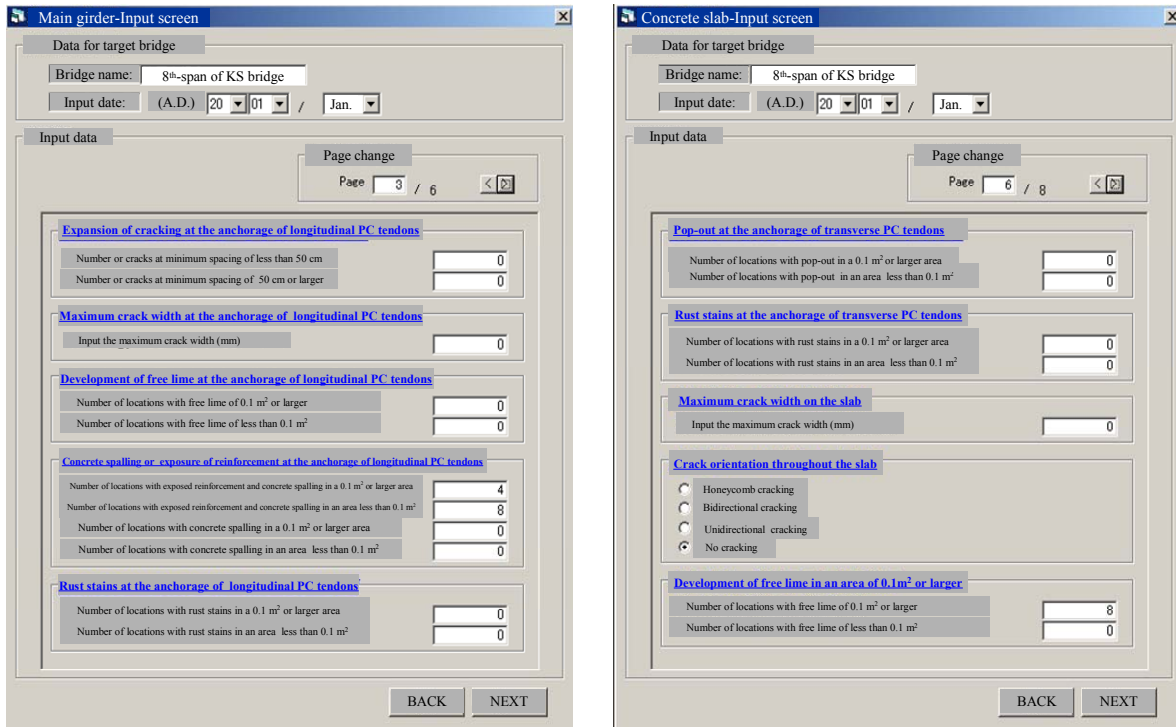 Main girder-Input screen
Data for target bridge
Bridge name: 8th-span of KS bridge
Input date: (A.D.) 20 01 / Jan.
Input data
Page change
Page 3 / 6 <
Expansion of cracking at the anchorage of longitudinal PC tendons
Number or cracks at minimum spacing of less than 50 cm 0
Number or cracks at minimum spacing of 50 cm or larger 0
Maximum crack width at the anchorage of longitudinal PC tendons
Input the maximum crack width (mm) 0
Development of free lime at the anchorage of longitudinal PC tendons
Number of locations with free lime of 0.1 m² or larger 0
Number of locations with free lime of less than 0.1 m² 0
Concrete spalling or exposure of reinforcement at the anchorage of longitudinal PC tendons
Number of locations with exposed reinforcement and concrete spalling in a 0.1 m² or larger area 4
Number of locations with exposed reinforcement and concrete spalling in an area less than 0.1 m² 8
Number of locations with concrete spalling in a 0.1 m² or larger area 0
Number of locations with concrete spalling in an area less than 0.1 m² 0
Rust stains at the anchorage of longitudinal PC tendons
Number of locations with rust stains in a 0.1 m² or larger area 0
Number of locations with rust stains in an area less than 0.1 m² 0
BACK NEXT
Concrete slab-Input screen
Data for target bridge
Bridge name: 8th-span of KS bridge
Input date: (A.D.) 20 01 / Jan.
Input data
Page change
Page 6 / 8 <
Pop-out at the anchorage of transverse PC tendons
Number of locations with pop-out in a 0.1 m² or larger area 0
Number of locations with pop-out in an area less than 0.1 m² 0
Rust stains at the anchorage of transverse PC tendons
Number of locations with rust stains in a 0.1 m² or larger area 0
Number of locations with rust stains in an area less than 0.1 m² 0
Maximum crack width on the slab
Input the maximum crack width (mm) 0
Crack orientation throughout the slab
Honeycomb cracking
Bidirectional cracking
Unidirectional cracking
No cracking
Development of free lime in an area of 0.1m² or larger
Number of locations with free lime of 0.1 m² or larger 8
Number of locations with free lime of less than 0.1 m² 0
BACK NEXT